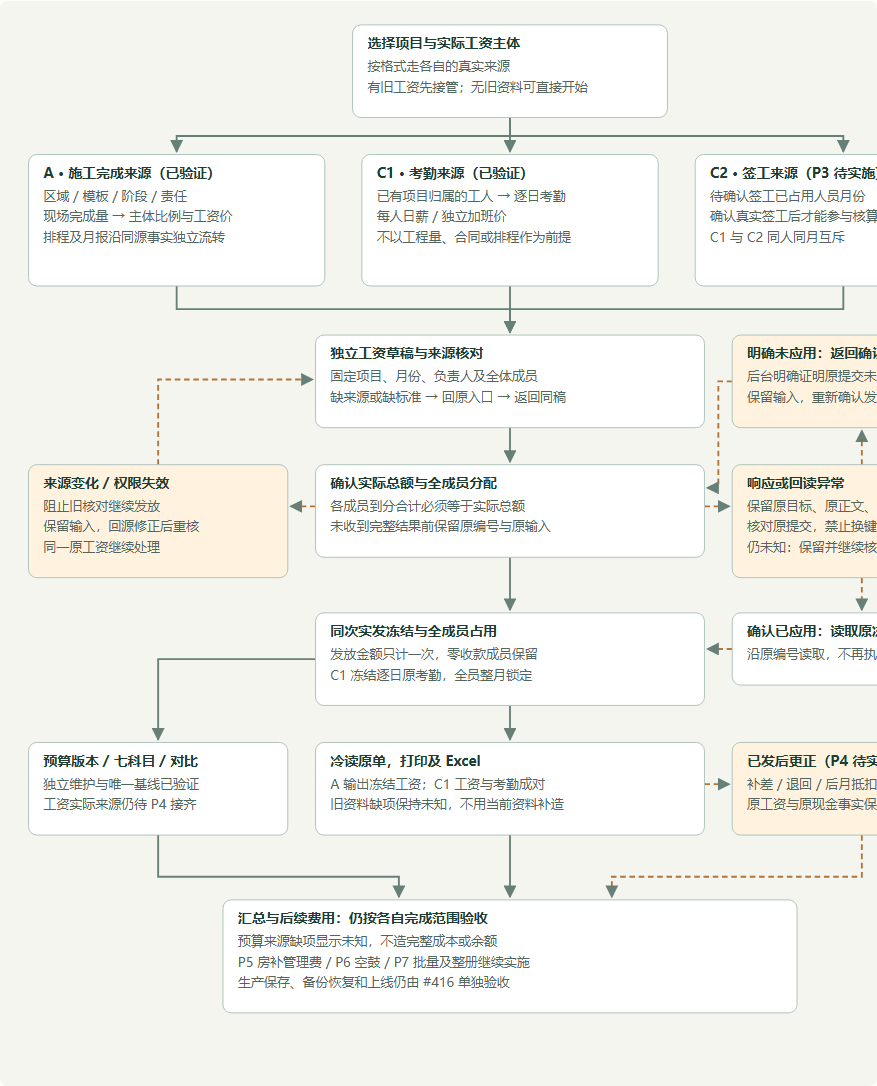 选择项目与实际工资主体
按格式走各自的真实来源
有旧工资先接管；无旧资料可直接开始
A • 施工完成来源（已验证）
区域 / 模板 / 阶段 / 责任
现场完成量 → 主体比例与工资价
排程及月报沿同源事实独立流转
C1 • 考勤来源（已验证）
已有项目归属的工人 → 逐日考勤
每人日薪 / 独立加班价
不以工程量、合同或排程作为前提
C2 • 签工来源（P3 待实施
待确认签工已占用人员月份
确认真实签工后才能参与核算
C1 与 C2 同人同月互斥
独立工资草稿与来源核对
固定项目、月份、负责人及全体成员
缺来源或缺标准 → 回原入口 → 返回同稿
明确未应用：返回确
后台明确证明原提交未
保留输入，重新确认发
来源变化 / 权限失效
阻止旧核对继续发放
保留输入，回源修正后重核
同一原工资继续处理
确认实际总额与全成员分配
各成员到分合计必须等于实际总额
未收到完整结果前保留原编号与原输入
响应或回读异常
保留原目标、原正文、
核对原提交，禁止换键
仍未知：保留并继续核
同次实发冻结与全成员占用
发放金额只计一次，零收款成员保留
C1 冻结逐日原考勤，全员整月锁定
确认已应用：读取原
沿原编号读取，不再执
预算版本 / 七科目 / 对比
独立维护与唯一基线已验证
工资实际来源仍待 P4 接齐
冷读原单，打印及 Excel
A 输出冻结工资；C1 工资与考勤成对
旧资料缺项保持未知，不用当前资料补造
已发后更正（P4 待实
补差 / 退回 / 后月抵扣
原工资与原现金事实保
汇总与后续费用：仍按各自完成范围验收
预算来源缺项显示未知，不造完整成本或余额
P5 房补管理费 / P6 空鼓 / P7 批量及整册继续实施
生产保存、备份恢复和上线仍由 #416 单独验收